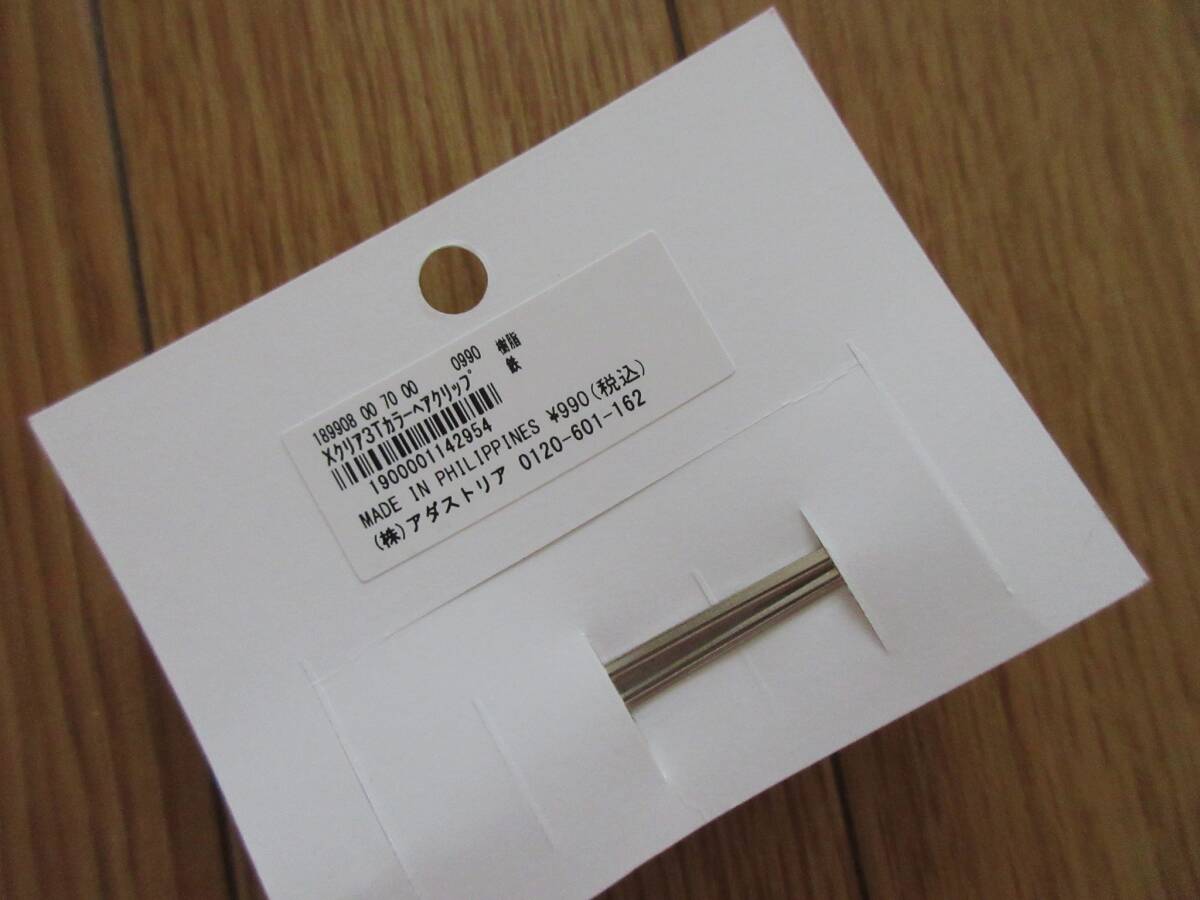 189908 00 70 00 0990 樹脂
Xクリア3Tカラーヘアクリップ 鉄
1900001142954
MADE IN PHILIPPINES ¥990(税込)
(株)アダストリア 0120-601-162